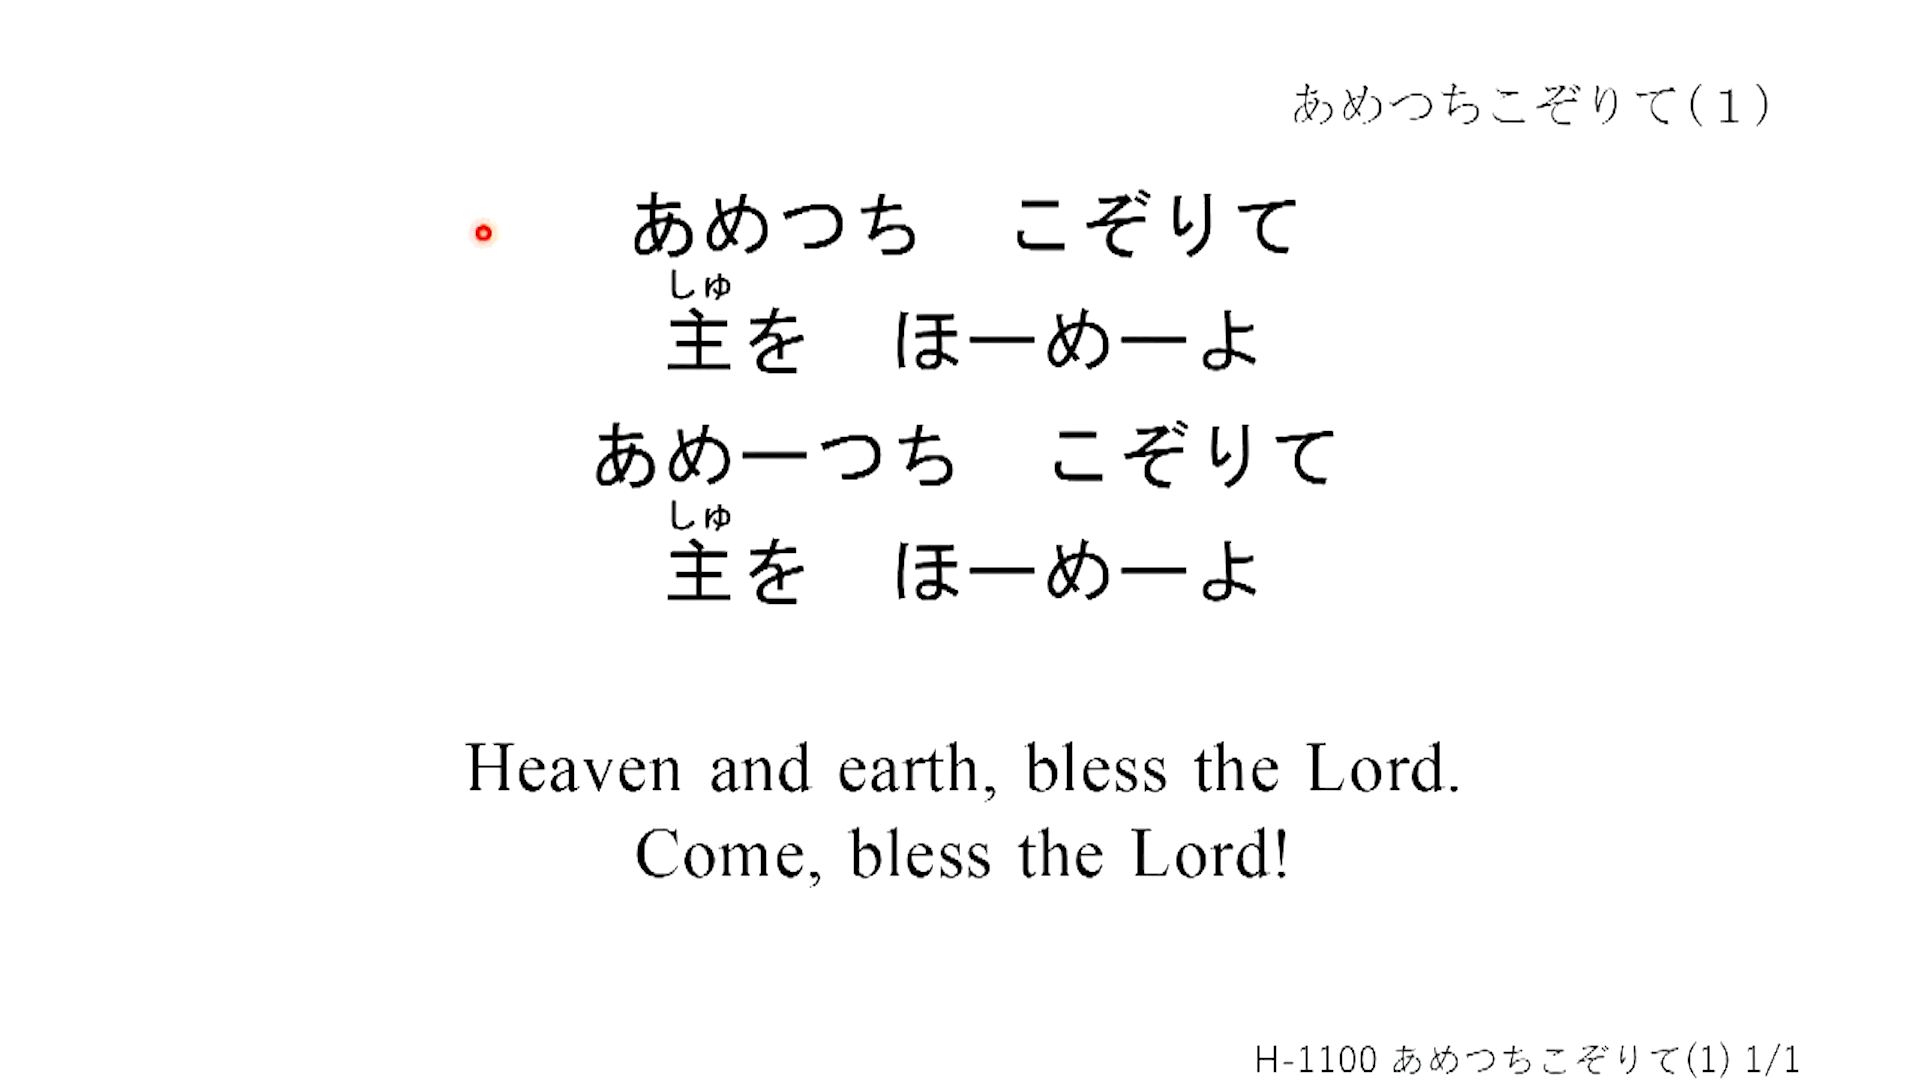 あめつちこぞりて(１)
あめつち　こぞりて
しゅ
主を　ほーめーよ
あめーつち　こぞりて
しゅ
主を　ほーめーよ
Heaven and earth, bless the Lord.
Come, bless the Lord!
H-1100 あめつちこぞりて(1) 1/1